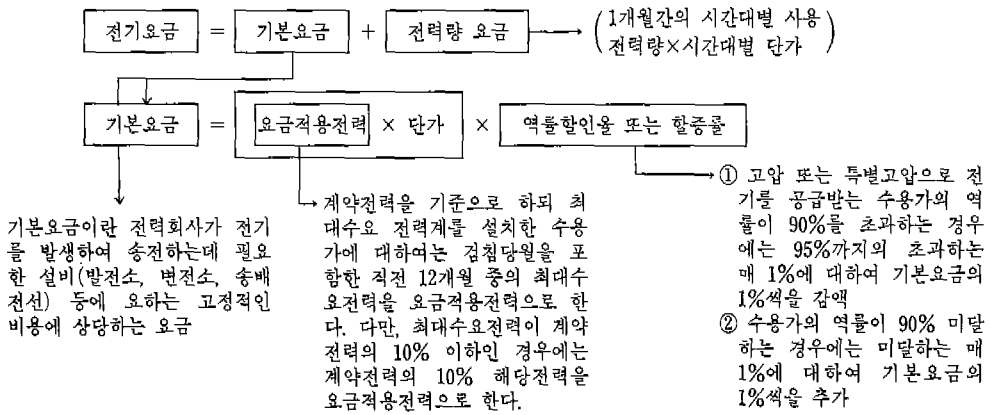 전기요금 = 기본요금 + 전력량 요금 → (1개월간의 시간대별 사용
전력량×시간대별 단가)
기본요금 = 요금적용전력 × 단가 × 역률할인율 또는 할증률
기본요금이란 전력회사가 전기
를 발생하여 송전하는데 필요
한 설비(발전소, 변전소, 송배
전선) 등에 요하는 고정적인
비용에 상당하는 요금
계약전력을 기준으로 하되 최
대수요 전력계를 설치한 수용
가에 대하여는 검침당월을 포
함한 직전 12개월 중의 최대수
요전력을 요금적용전력으로 한
다. 다만, 최대수요전력이 계약
전력의 10% 이하인 경우에는
계약전력의 10% 해당전력을
요금적용전력으로 한다.
① 고압 또는 특별고압으로 전
기를 공급받는 수용가의 역
률이 90%를 초과하는 경우
에는 95%까지의 초과하는
매 1%에 대하여 기본요금의
1%씩을 감액
② 수용가의 역률이 90% 미달
하는 경우에는 미달하는 매
1%에 대하여 기본요금의
1%씩을 추가